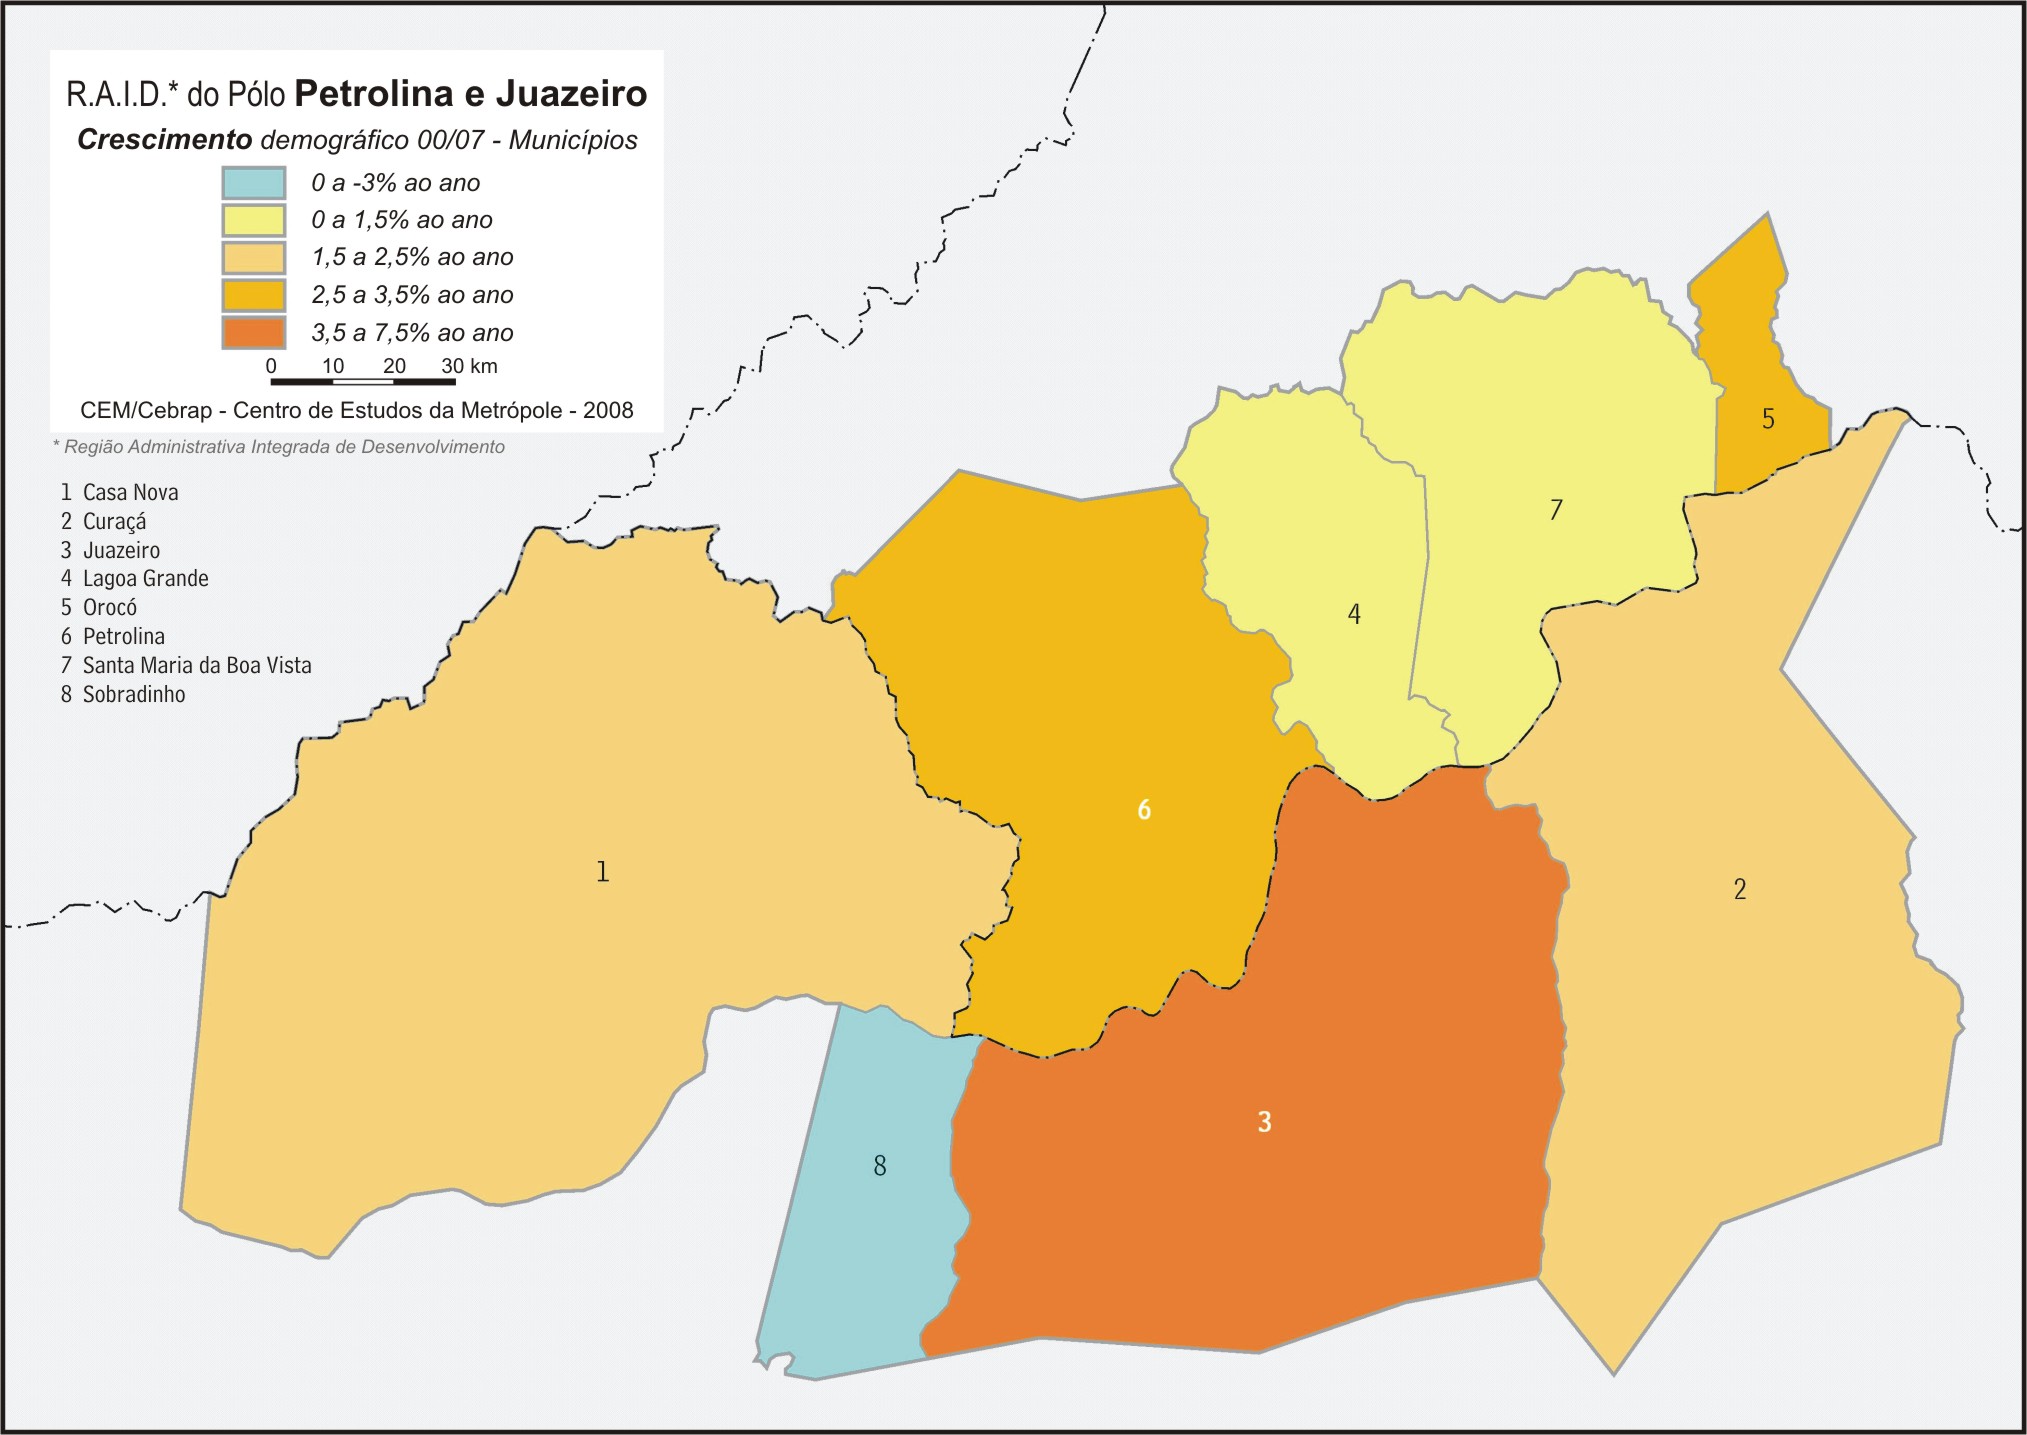 R.A.I.D.* do Pólo Petrolina e Juazeiro
Crescimento demográfico 00/07 - Municípios
0 a -3% ao ano
0 a 1,5% ao ano
1,5 a 2,5% ao ano
2,5 a 3,5% ao ano
3,5 a 7,5% ao ano
0 10 20 30 km
CEM/Cebrap - Centro de Estudos da Metrópole - 2008
* Região Administrativa Integrada de Desenvolvimento
1 Casa Nova
2 Curaçá
3 Juazeiro
4 Lagoa Grande
5 Orocó
6 Petrolina
7 Santa Maria da Boa Vista
8 Sobradinho
5
7
4
6
1
2
3
8